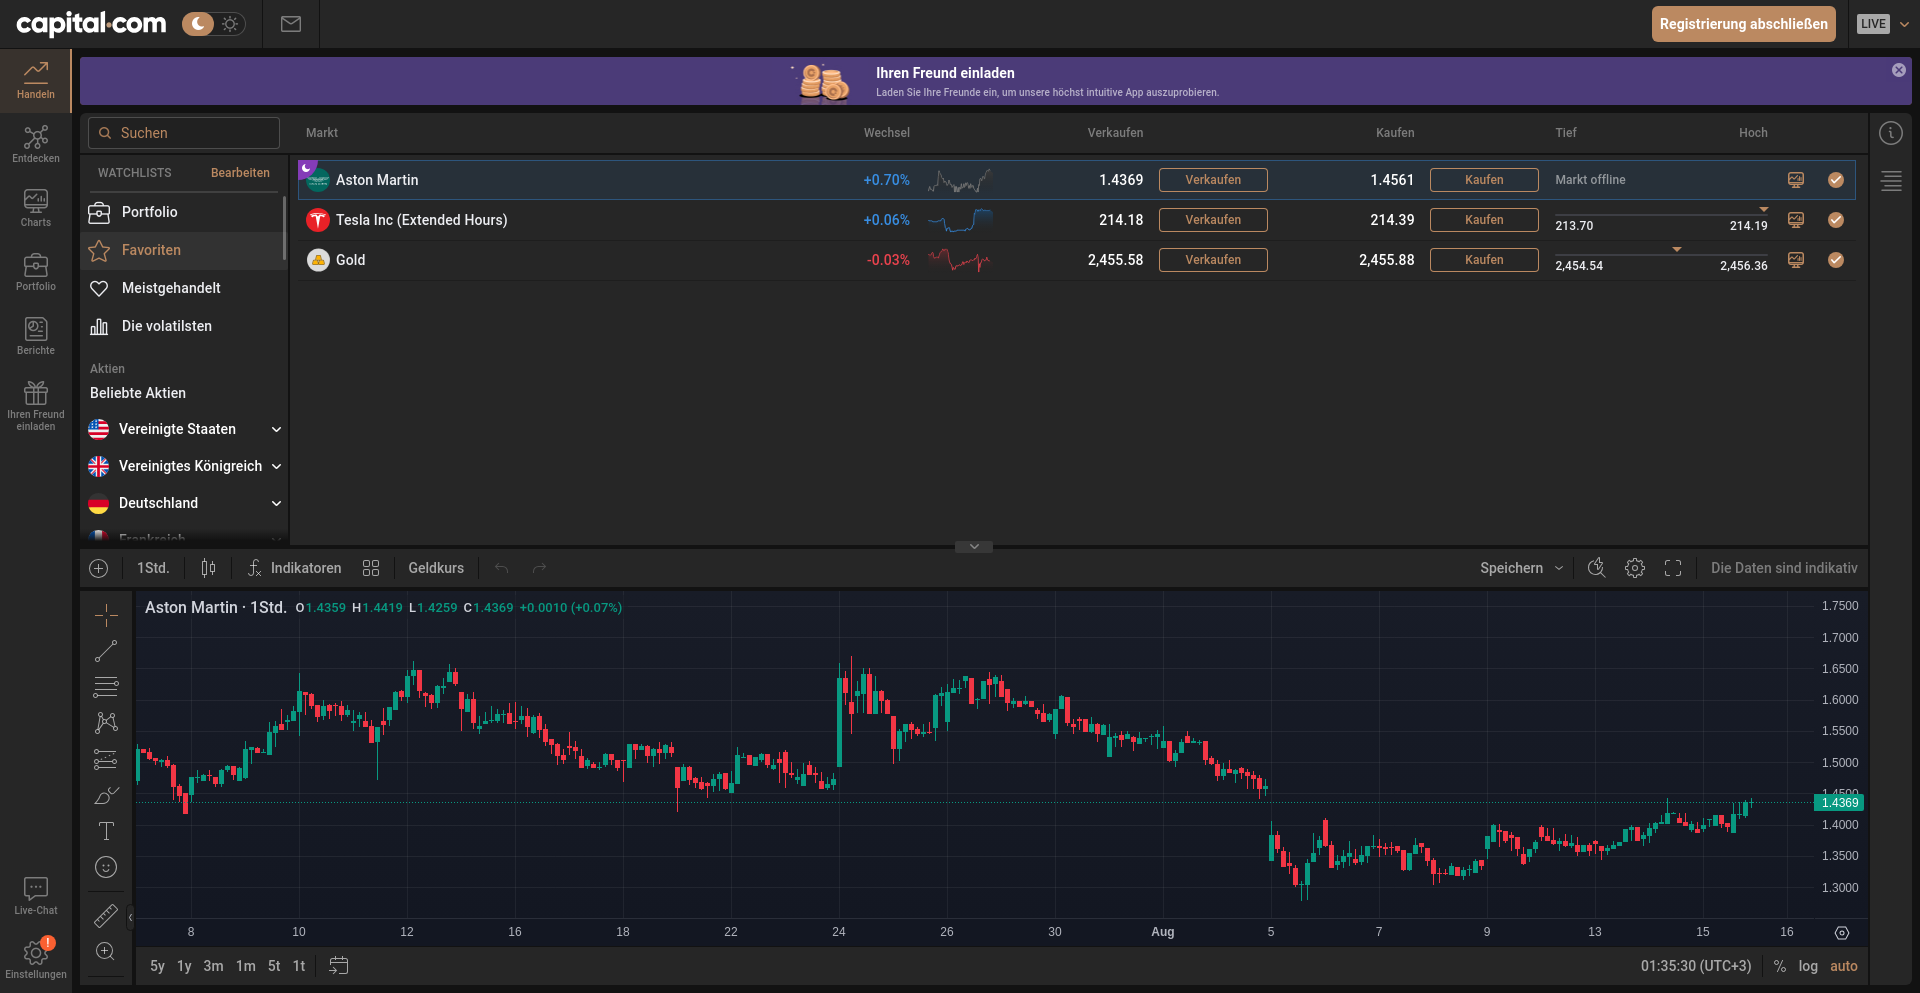 capital.com
Registrierung abschließen
LIVE
Handeln
Entdecken
Charts
Portfolio
Berichte
Ihren Freund
einladen
Live-Chat
!
Einstellungen
Ihren Freund einladen
Laden Sie Ihre Freunde ein, um unsere höchst intuitive App auszuprobieren.
Suchen
WATCHLISTS Bearbeiten
Portfolio
Favoriten
Meistgehandelt
Die volatilsten
Aktien
Beliebte Aktien
Vereinigte Staaten
Vereinigtes Königreich
Deutschland
Frankreich
Markt Wechsel Verkaufen Kaufen Tief Hoch
Aston Martin +0.70% 1.4369 Verkaufen 1.4561 Kaufen Markt offline
Tesla Inc (Extended Hours) +0.06% 214.18 Verkaufen 214.39 Kaufen 213.70 214.19
Gold -0.03% 2,455.58 Verkaufen 2,455.88 Kaufen 2,454.54 2,456.36
1Std. Indikatoren Geldkurs Speichern Die Daten sind indikativ
Aston Martin · 1Std. O1.4359 H1.4419 L1.4259 C1.4369 +0.0010 (+0.07%)
1.7500
1.7000
1.6500
1.6000
1.5500
1.5000
1.4500
1.4369
1.4000
1.3500
1.3000
8 10 12 16 18 22 24 26 30 Aug 5 7 9 13 15 16
5y 1y 3m 1m 5t 1t 01:35:30 (UTC+3) % log auto